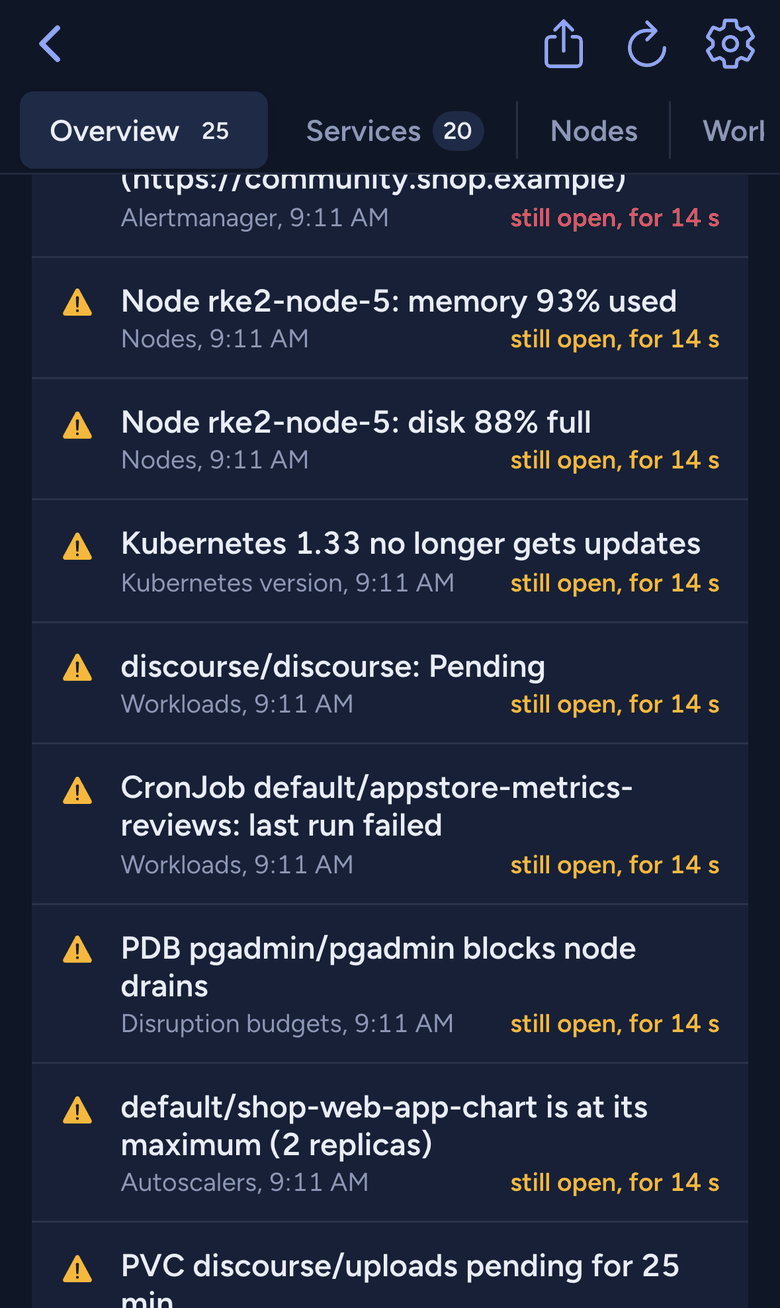 Overview 25 Services 20 Nodes Worl
(https://community.shop.example)
Alertmanager, 9:11 AM still open, for 14 s
Node rke2-node-5: memory 93% used
Nodes, 9:11 AM still open, for 14 s
Node rke2-node-5: disk 88% full
Nodes, 9:11 AM still open, for 14 s
Kubernetes 1.33 no longer gets updates
Kubernetes version, 9:11 AM still open, for 14 s
discourse/discourse: Pending
Workloads, 9:11 AM still open, for 14 s
CronJob default/appstore-metrics-
reviews: last run failed
Workloads, 9:11 AM still open, for 14 s
PDB pgadmin/pgadmin blocks node
drains
Disruption budgets, 9:11 AM still open, for 14 s
default/shop-web-app-chart is at its
maximum (2 replicas)
Autoscalers, 9:11 AM still open, for 14 s
PVC discourse/uploads pending for 25
min